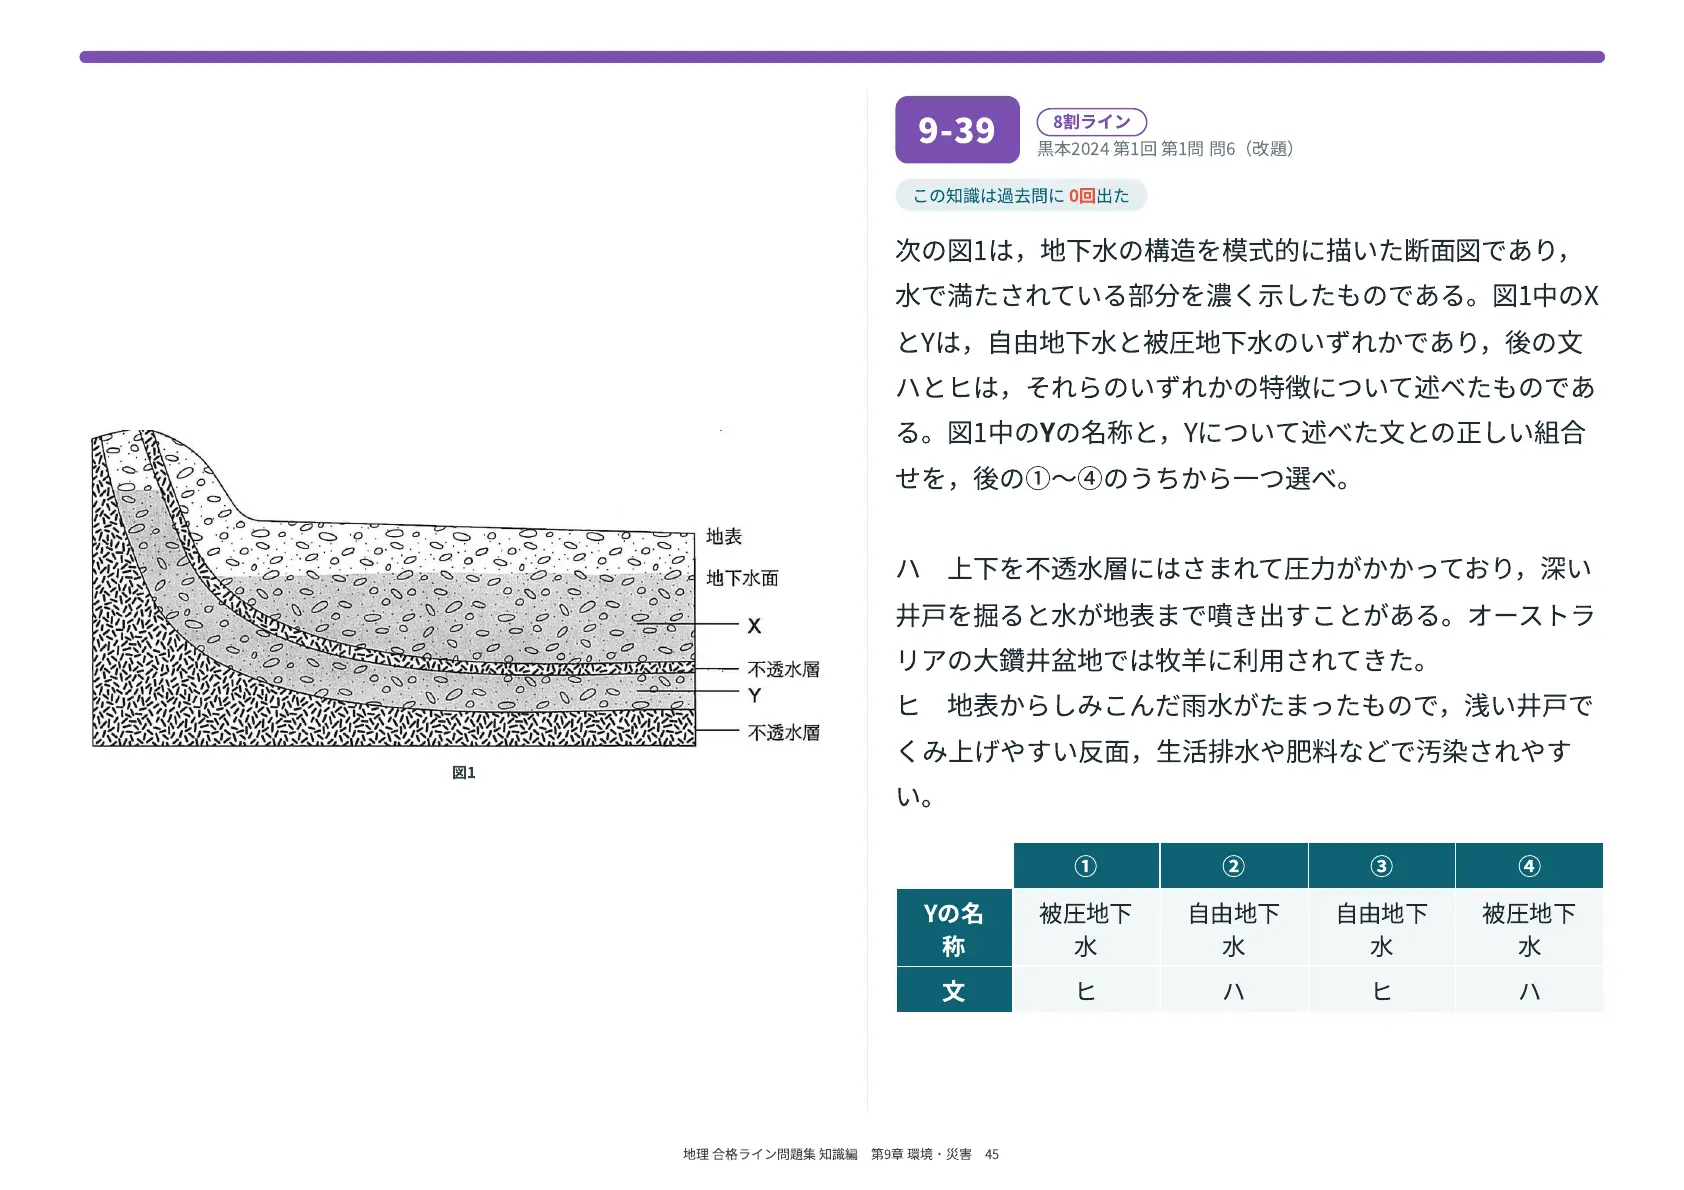 地表
地下水面
X
不透水層
Y
不透水層
図1
9-39
8割ライン
黒本2024 第1回 第1問 問6（改題）
この知識は過去問に 0回出た
次の図1は，地下水の構造を模式的に描いた断面図であり，
水で満たされている部分を濃く示したものである。図1中のX
とYは，自由地下水と被圧地下水のいずれかであり，後の文
ハとヒは，それらのいずれかの特徴について述べたものであ
る。図1中のYの名称と，Yについて述べた文との正しい組合
せを，後の①〜④のうちから一つ選べ。
ハ　上下を不透水層にはさまれて圧力がかかっており，深い
井戸を掘ると水が地表まで噴き出すことがある。オーストラ
リアの大鑽井盆地では牧羊に利用されてきた。
ヒ　地表からしみこんだ雨水がたまったもので，浅い井戸で
くみ上げやすい反面，生活排水や肥料などで汚染されやす
い。
① ② ③ ④
Yの名称 被圧地下水 自由地下水 自由地下水 被圧地下水
文 ヒ ハ ヒ ハ
地理 合格ライン問題集 知識編　第9章 環境・災害　45